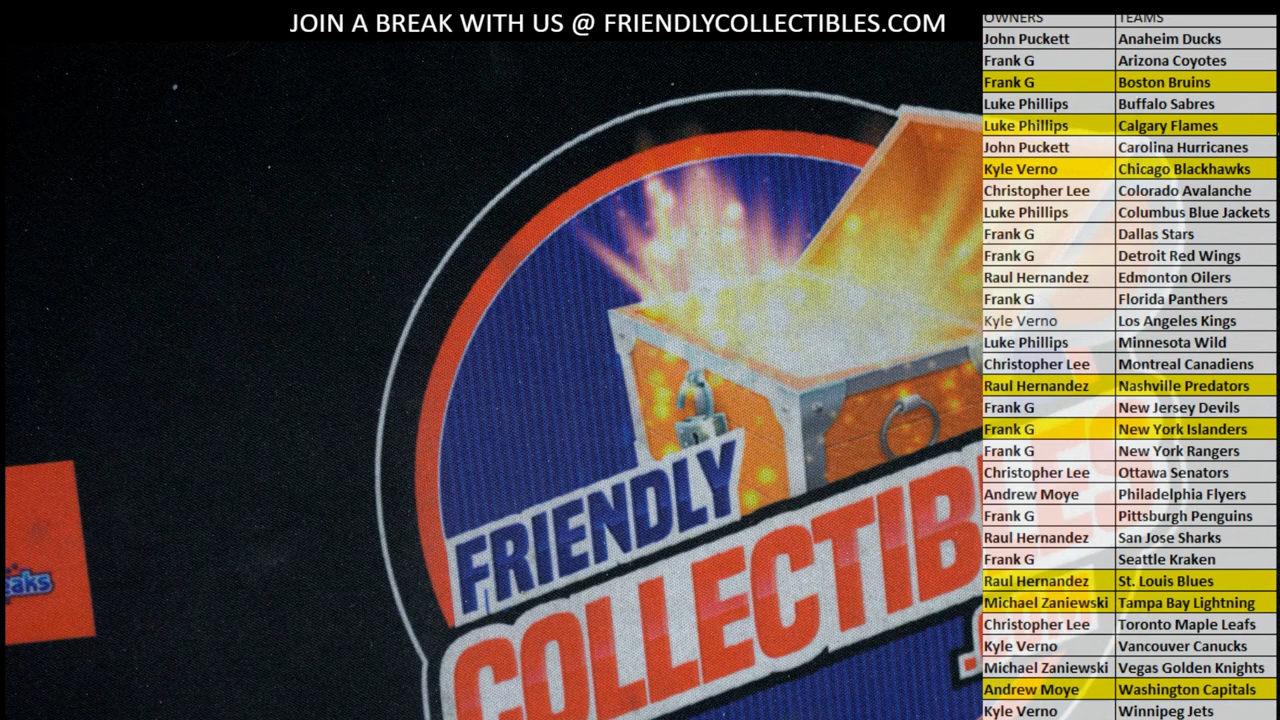 JOIN A BREAK WITH US @ FRIENDLYCOLLECTIBLES.COM
OWNERS TEAMS
John Puckett Anaheim Ducks
Frank G Arizona Coyotes
Frank G Boston Bruins
Luke Phillips Buffalo Sabres
Luke Phillips Calgary Flames
John Puckett Carolina Hurricanes
Kyle Verno Chicago Blackhawks
Christopher Lee Colorado Avalanche
Luke Phillips Columbus Blue Jackets
Frank G Dallas Stars
Frank G Detroit Red Wings
Raul Hernandez Edmonton Oilers
Frank G Florida Panthers
Kyle Verno Los Angeles Kings
Luke Phillips Minnesota Wild
Christopher Lee Montreal Canadiens
Raul Hernandez Nashville Predators
Frank G New Jersey Devils
Frank G New York Islanders
Frank G New York Rangers
Christopher Lee Ottawa Senators
Andrew Moye Philadelphia Flyers
Frank G Pittsburgh Penguins
Raul Hernandez San Jose Sharks
Frank G Seattle Kraken
Raul Hernandez St. Louis Blues
Michael Zaniewski Tampa Bay Lightning
Christopher Lee Toronto Maple Leafs
Kyle Verno Vancouver Canucks
Michael Zaniewski Vegas Golden Knights
Andrew Moye Washington Capitals
Kyle Verno Winnipeg Jets
FRIENDLY
COLLECTIBLES
.COM
eaks